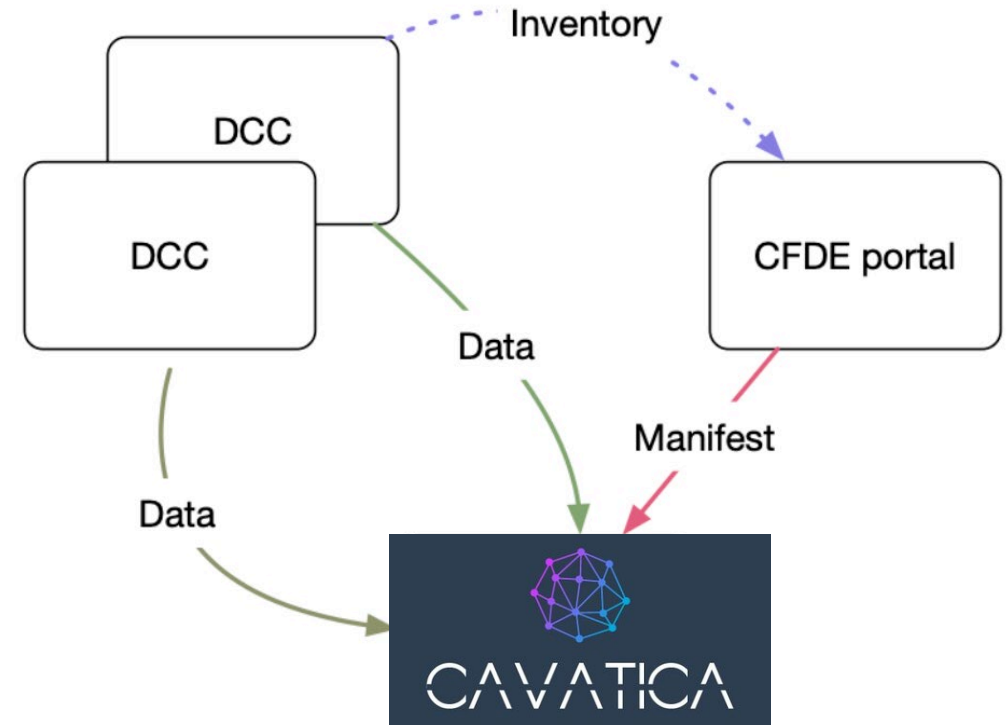 Inventory
DCC
DCC
CFDE portal
Data
Manifest
Data
CAVATICA